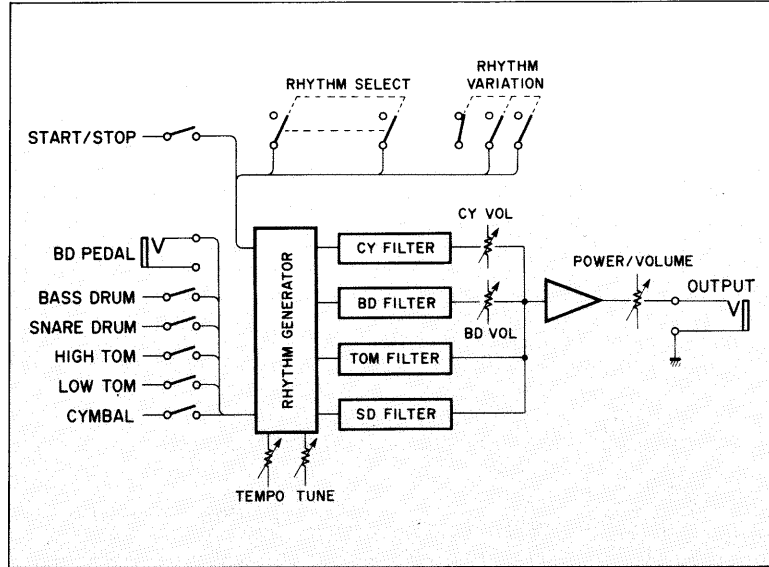 RHYTHM SELECT
RHYTHM
VARIATION
START/STOP
BD PEDAL
BASS DRUM
SNARE DRUM
HIGH TOM
LOW TOM
CYMBAL
RHYTHM GENERATOR
TEMPO
TUNE
CY FILTER
BD FILTER
TOM FILTER
SD FILTER
CY VOL
BD VOL
POWER/VOLUME
OUTPUT